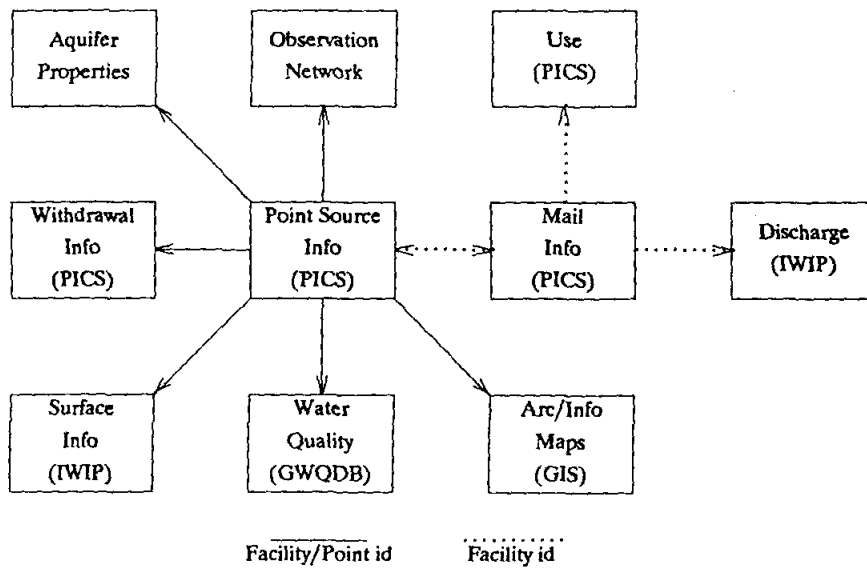 Aquifer
Properties
Observation
Network
Use
(PICS)
Withdrawal
Info
(PICS)
Point Source
Info
(PICS)
Mail
Info
(PICS)
Discharge
(IWIP)
Surface
Info
(IWIP)
Water
Quality
(GWQDB)
Arc/Info
Maps
(GIS)
Facility/Point id
Facility id